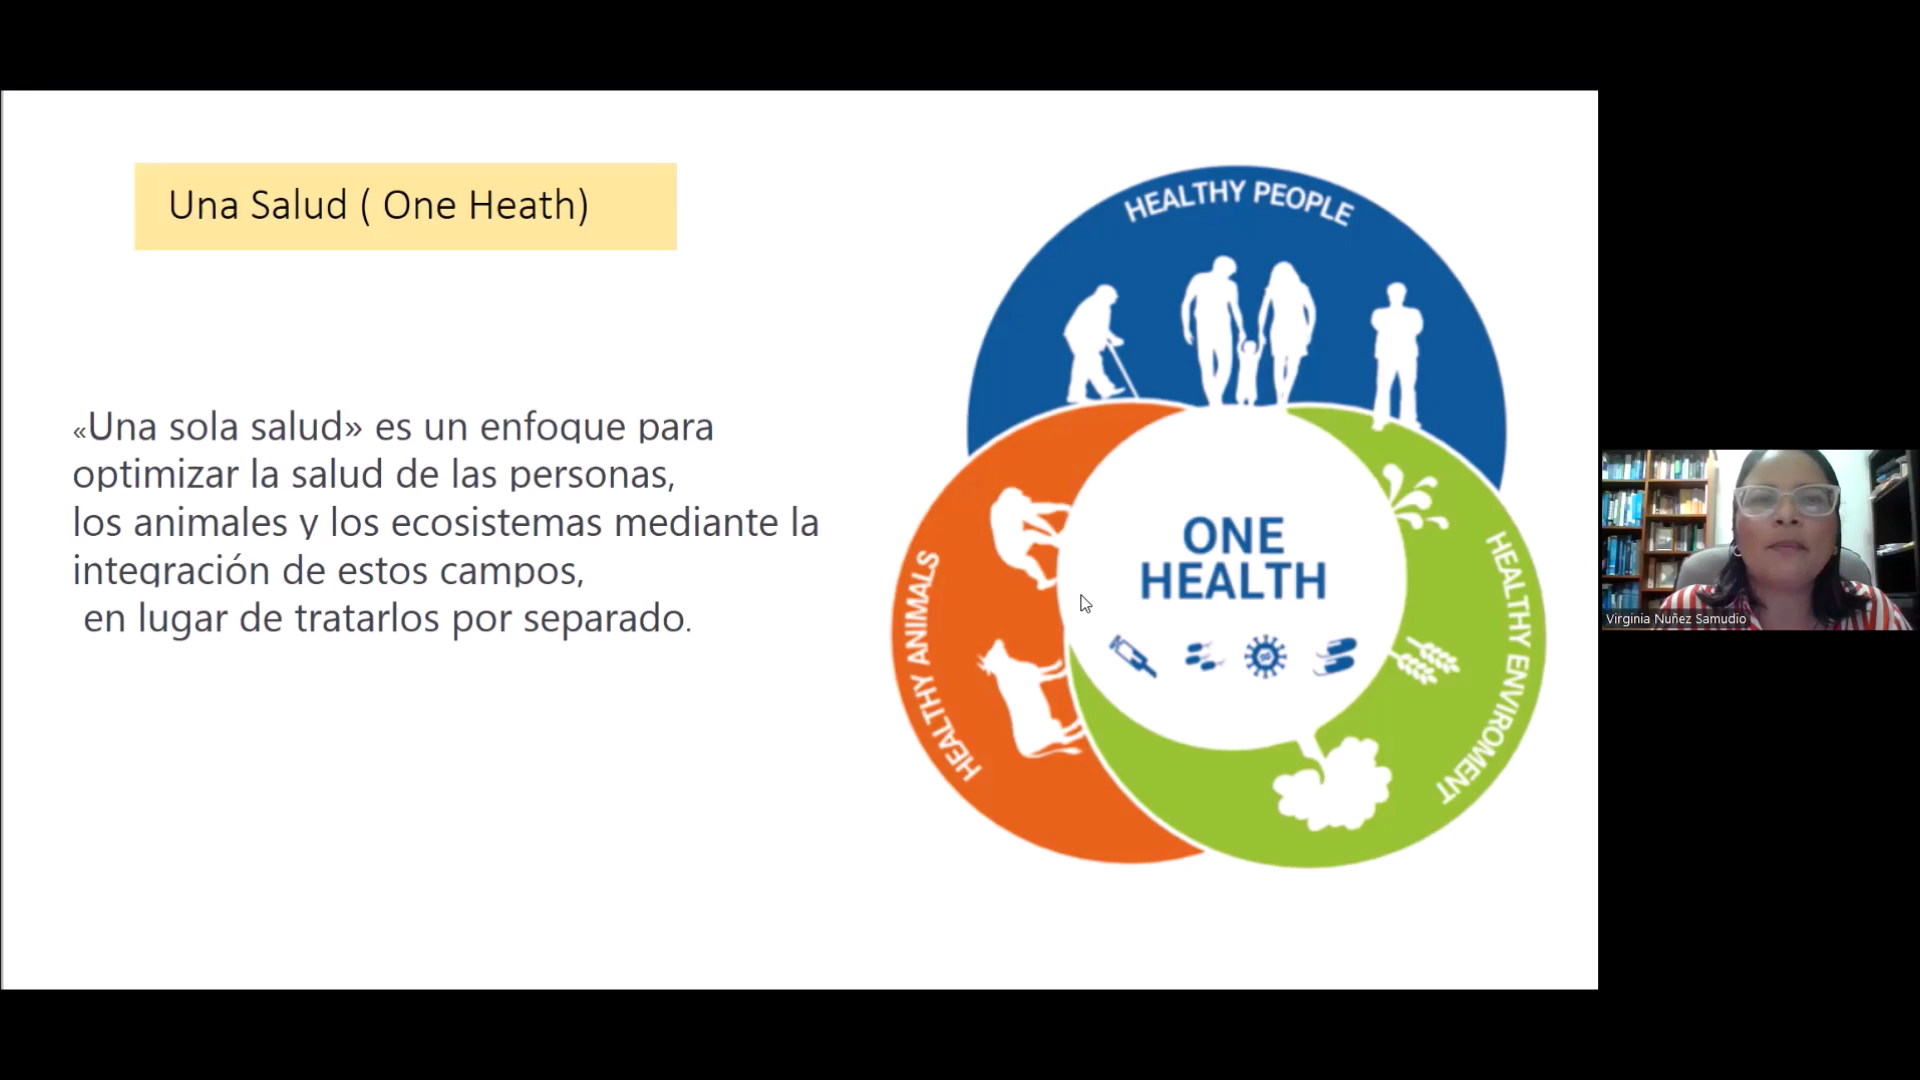 Una Salud ( One Heath)
«Una sola salud» es un enfoque para
optimizar la salud de las personas,
los animales y los ecosistemas mediante la
integración de estos campos,
en lugar de tratarlos por separado.
HEALTHY PEOPLE
HEALTHY ANIMALS
ONE
HEALTH
HEALTHY ENVIROMENT
Virginia Nuñez Samudio